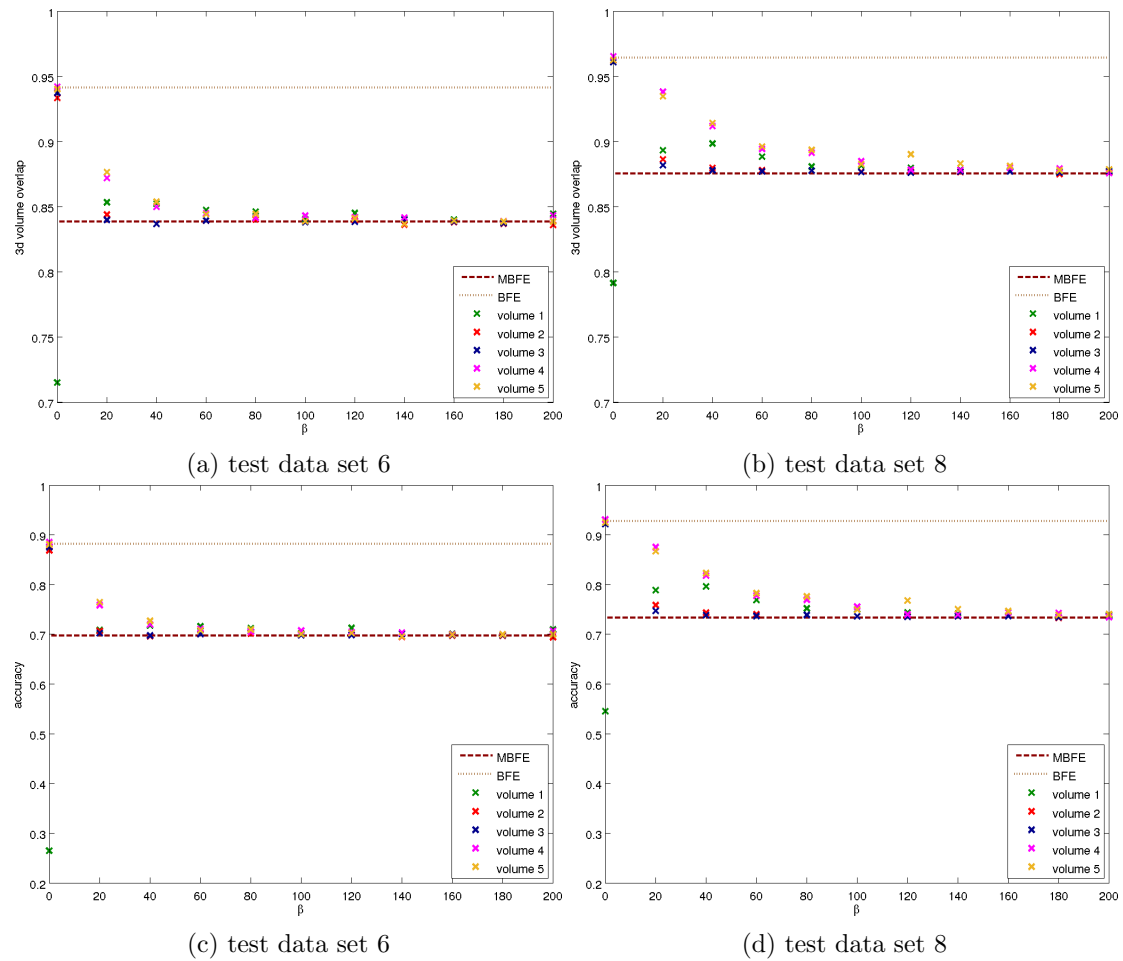 1
0.95
0.9
0.85
0.8
0.75
0.7
3d volume overlap
0 20 40 60 80 100 120 140 160 180 200
β
MBFE
BFE
volume 1
volume 2
volume 3
volume 4
volume 5
(a) test data set 6
1
0.95
0.9
0.85
0.8
0.75
0.7
3d volume overlap
0 20 40 60 80 100 120 140 160 180 200
β
MBFE
BFE
volume 1
volume 2
volume 3
volume 4
volume 5
(b) test data set 8
1
0.9
0.8
0.7
0.6
0.5
0.4
0.3
0.2
accuracy
0 20 40 60 80 100 120 140 160 180 200
β
MBFE
BFE
volume 1
volume 2
volume 3
volume 4
volume 5
(c) test data set 6
1
0.9
0.8
0.7
0.6
0.5
0.4
0.3
0.2
accuracy
0 20 40 60 80 100 120 140 160 180 200
β
MBFE
BFE
volume 1
volume 2
volume 3
volume 4
volume 5
(d) test data set 8